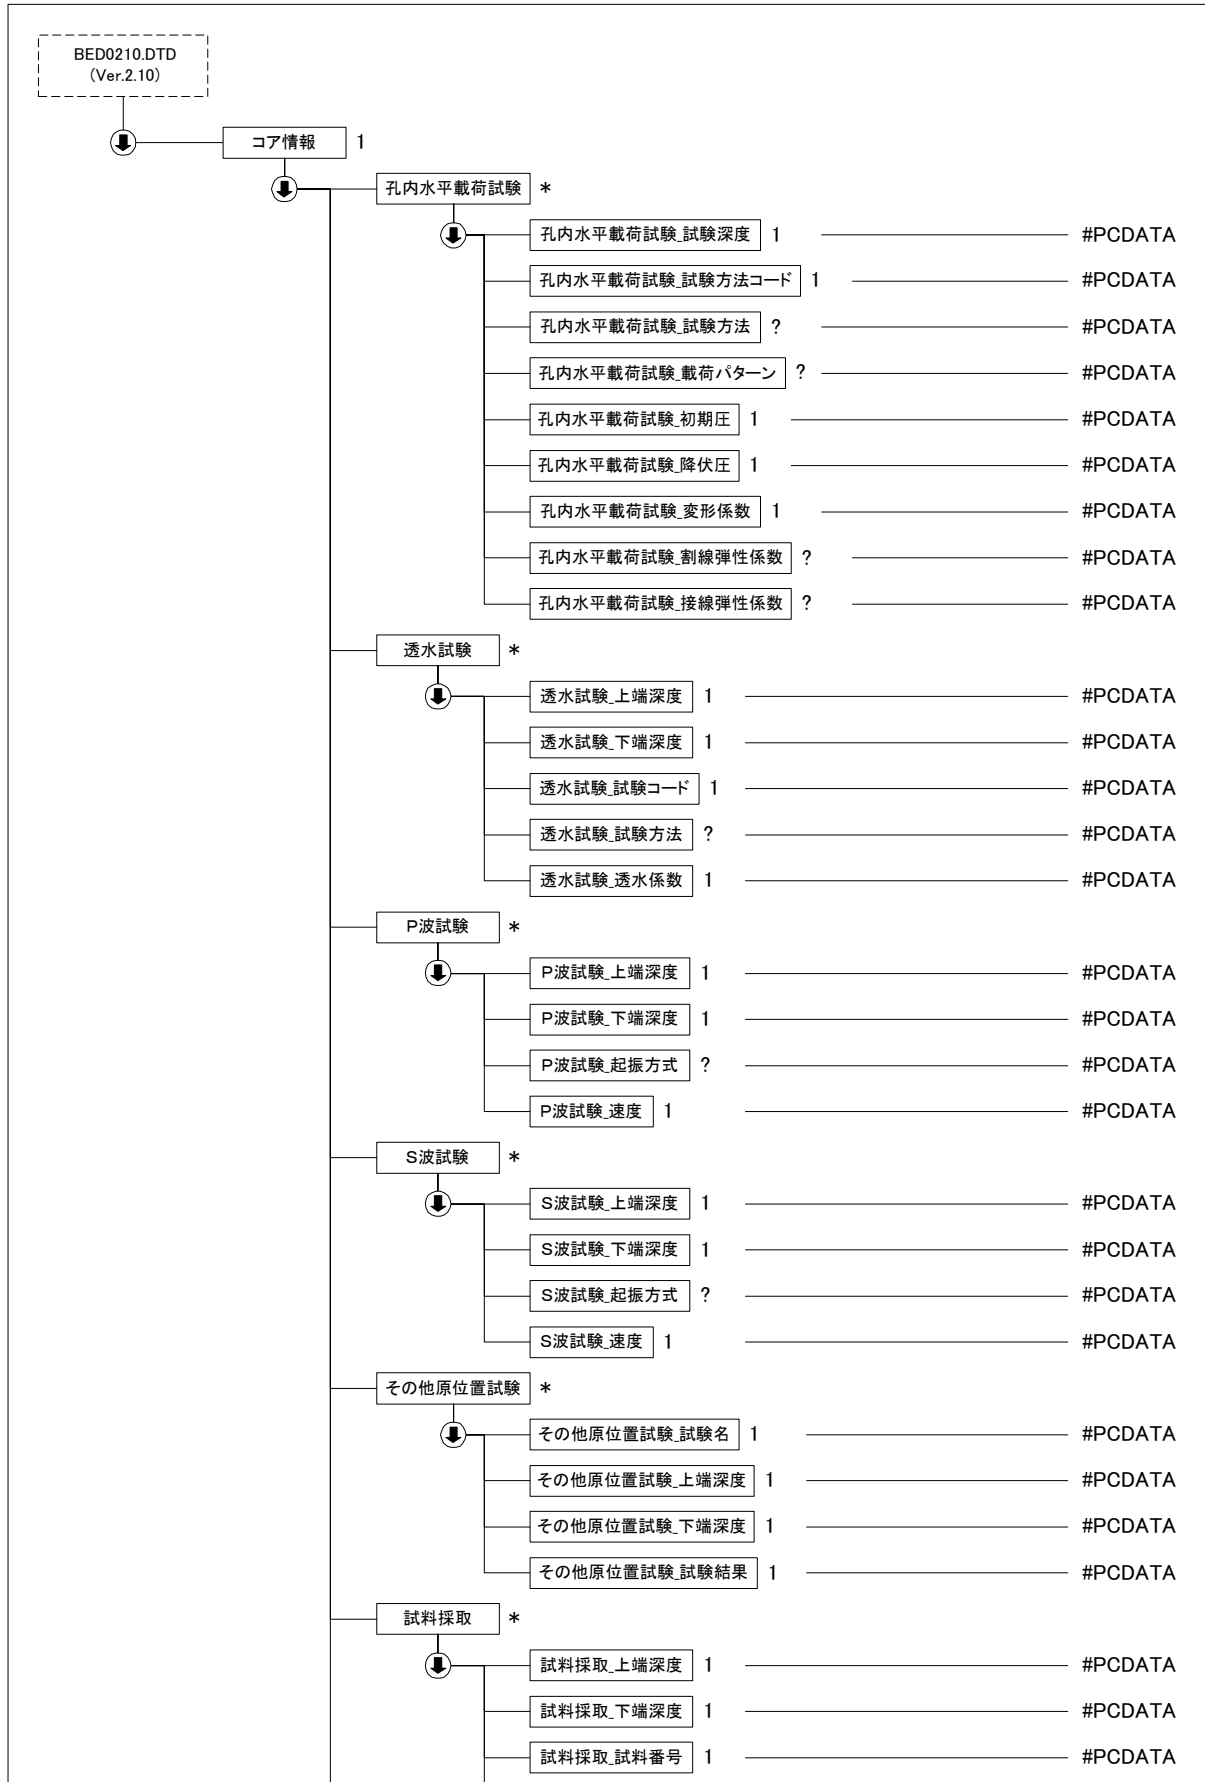 BED0210.DTD
(Ver.2.10)
コア情報 1
孔内水平載荷試験 *
孔内水平載荷試験_試験深度 1 #PCDATA
孔内水平載荷試験_試験方法コード 1 #PCDATA
孔内水平載荷試験_試験方法 ? #PCDATA
孔内水平載荷試験_載荷パターン ? #PCDATA
孔内水平載荷試験_初期圧 1 #PCDATA
孔内水平載荷試験_降伏圧 1 #PCDATA
孔内水平載荷試験_変形係数 1 #PCDATA
孔内水平載荷試験_割線弾性係数 ? #PCDATA
孔内水平載荷試験_接線弾性係数 ? #PCDATA
透水試験 *
透水試験_上端深度 1 #PCDATA
透水試験_下端深度 1 #PCDATA
透水試験_試験コード 1 #PCDATA
透水試験_試験方法 ? #PCDATA
透水試験_透水係数 1 #PCDATA
P波試験 *
P波試験_上端深度 1 #PCDATA
P波試験_下端深度 1 #PCDATA
P波試験_起振方式 ? #PCDATA
P波試験_速度 1 #PCDATA
S波試験 *
S波試験_上端深度 1 #PCDATA
S波試験_下端深度 1 #PCDATA
S波試験_起振方式 ? #PCDATA
S波試験_速度 1 #PCDATA
その他原位置試験 *
その他原位置試験_試験名 1 #PCDATA
その他原位置試験_上端深度 1 #PCDATA
その他原位置試験_下端深度 1 #PCDATA
その他原位置試験_試験結果 1 #PCDATA
試料採取 *
試料採取_上端深度 1 #PCDATA
試料採取_下端深度 1 #PCDATA
試料採取_試料番号 1 #PCDATA